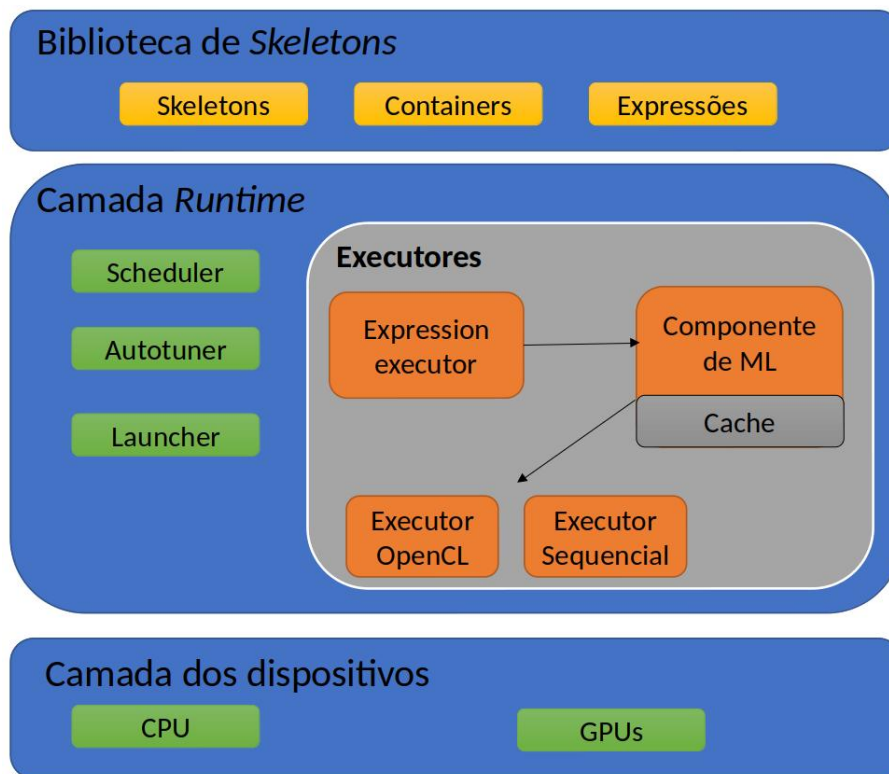 Biblioteca de Skeletons
Skeletons
Containers
Expressões
Camada Runtime
Scheduler
Autotuner
Launcher
Executores
Expression
executor
Componente
de ML
Cache
Executor
OpenCL
Executor
Sequencial
Camada dos dispositivos
CPU
GPUs